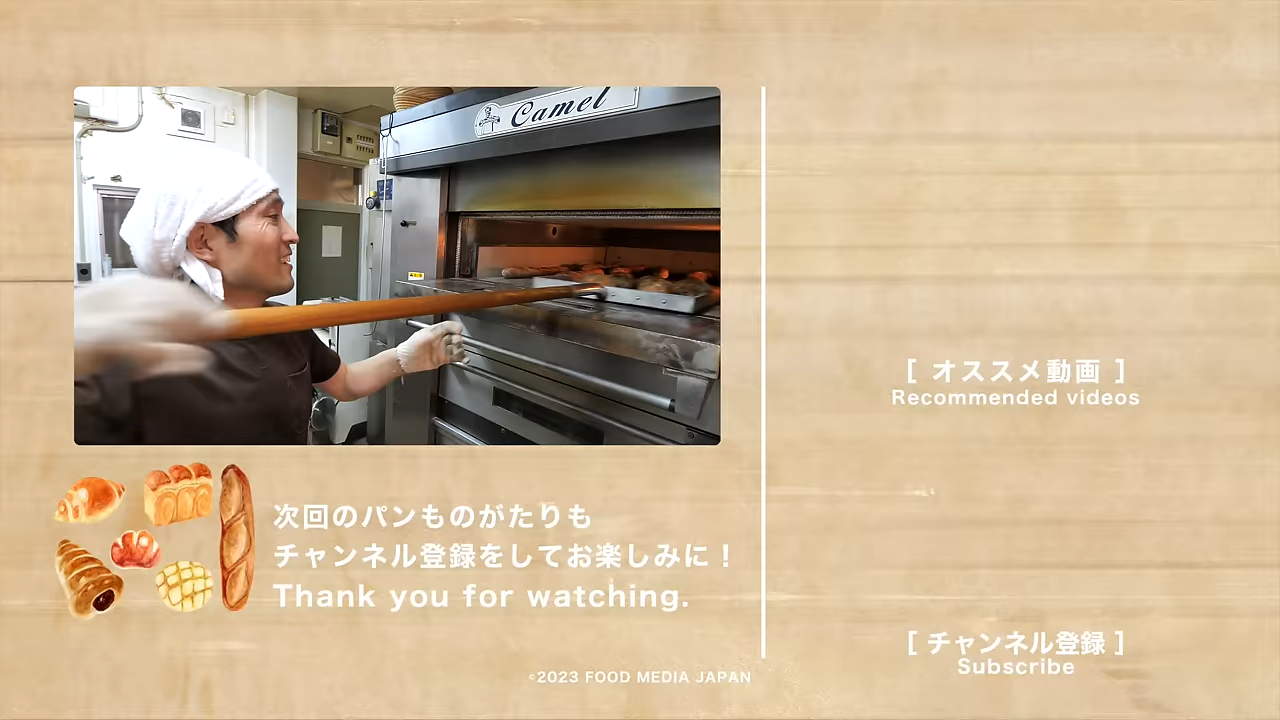 Camel
次回のパンものがたりも
チャンネル登録をしてお楽しみに！
Thank you for watching.
©2023 FOOD MEDIA JAPAN
[ オススメ動画 ]
Recommended videos
[ チャンネル登録 ]
Subscribe